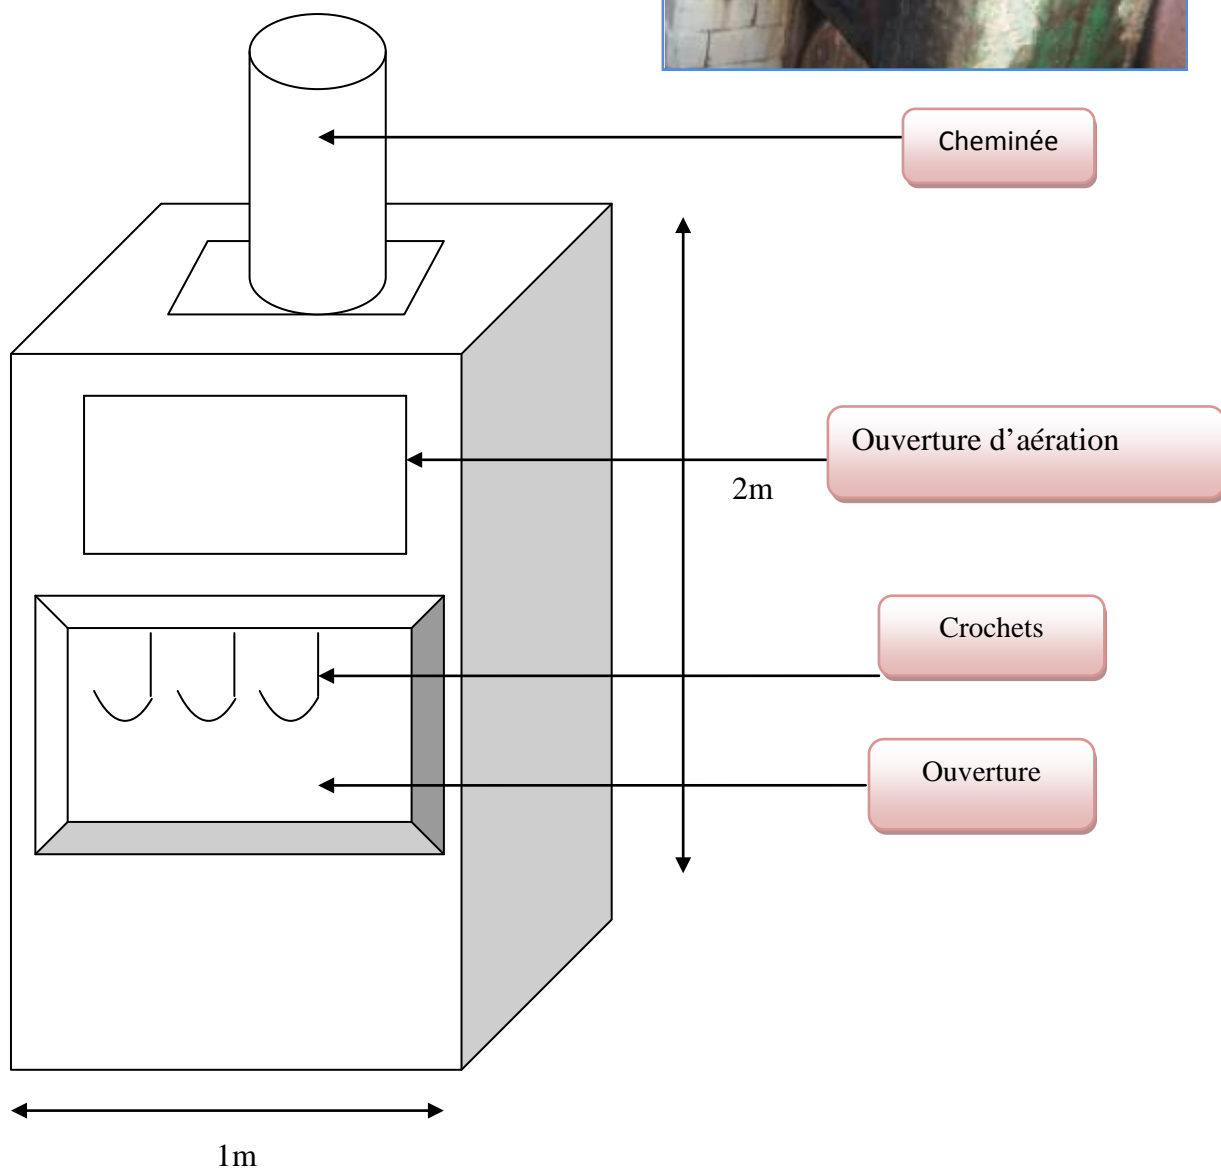 Cheminée
Ouverture d’aération
2m
Crochets
Ouverture
1m